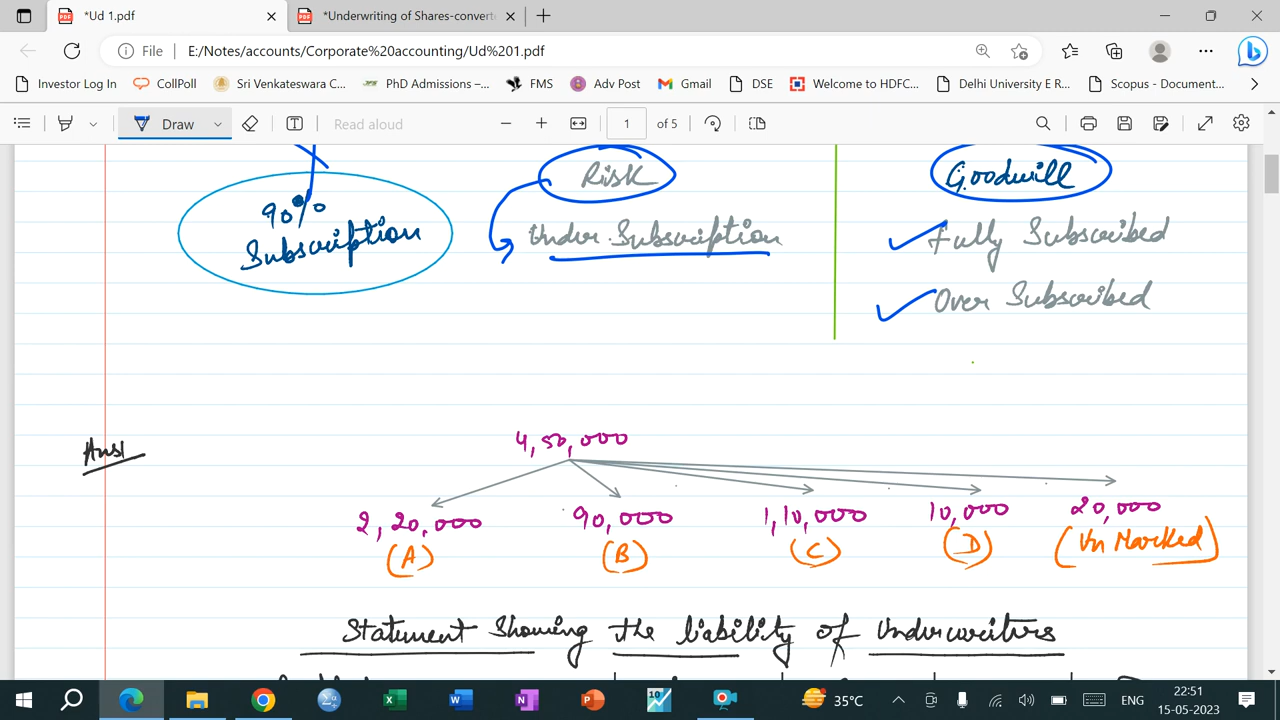 *Ud 1.pdf
*Underwriting of Shares-convert
File E:/Notes/accounts/Corporate%20accounting/Ud%201.pdf
Investor Log In CollPoll Sri Venkateswara C... PhD Admissions –... FMS Adv Post Gmail DSE Welcome to HDFC... Delhi University E R... Scopus - Document...
Draw Read aloud 1 of 5
90% Risk Goodwill
Subscription Under Subscription Fully Subscribed
Over Subscribed
4,50,000
Ans1
2,20,000 90,000 1,10,000 10,000 20,000
(A) (B) (C) (D) (Un Marked)
Statement Showing the liability of Underwriters
35°C ENG 22:51
15-05-2023